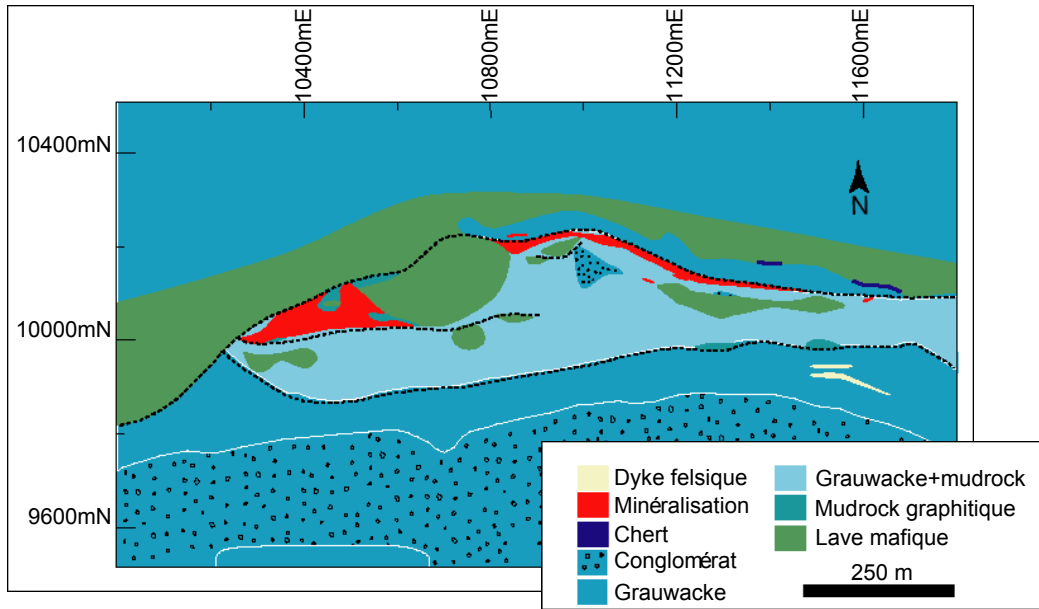 10400mE
10800mE
11200mE
11600mE
10400mN
N
10000mN
9600mN
Dyke felsique
Minéralisation
Chert
Conglomérat
Grauwacke
Grauwacke+mudrock
Mudrock graphitique
Lave mafique
250 m